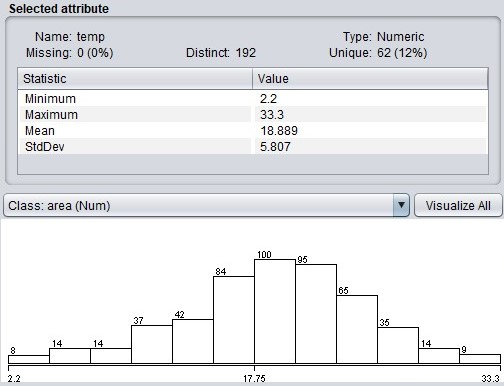 Selected attribute
Name: temp Type: Numeric
Missing: 0 (0%) Distinct: 192 Unique: 62 (12%)
Statistic Value
Minimum 2.2
Maximum 33.3
Mean 18.889
StdDev 5.807
Class: area (Num) Visualize All
8 14 14 37 42 84 100 95 65 35 14 9
2.2 17.75 33.3